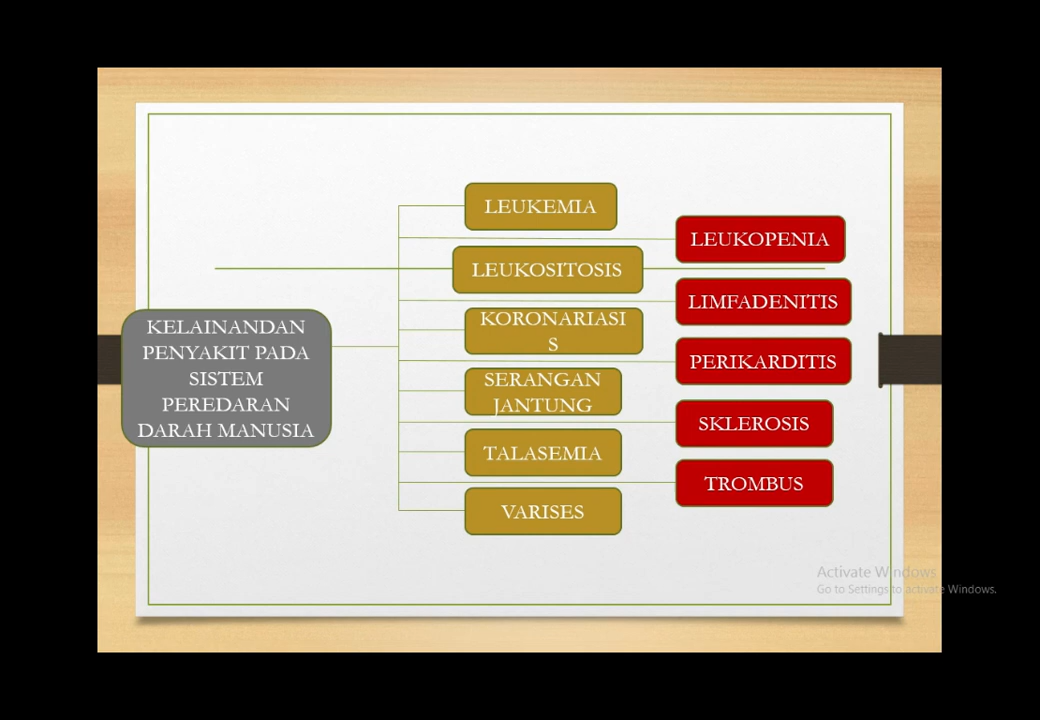 LEUKEMIA
LEUKOPENIA
LEUKOSITOSIS
LIMFADENITIS
KORONARIASI
S
KELAINANDAN
PENYAKIT PADA
SISTEM
PEREDARAN
DARAH MANUSIA
PERIKARDITIS
SERANGAN
JANTUNG
SKLEROSIS
TALASEMIA
TROMBUS
VARISES
Activate Windows
Go to Settings to activate Windows.